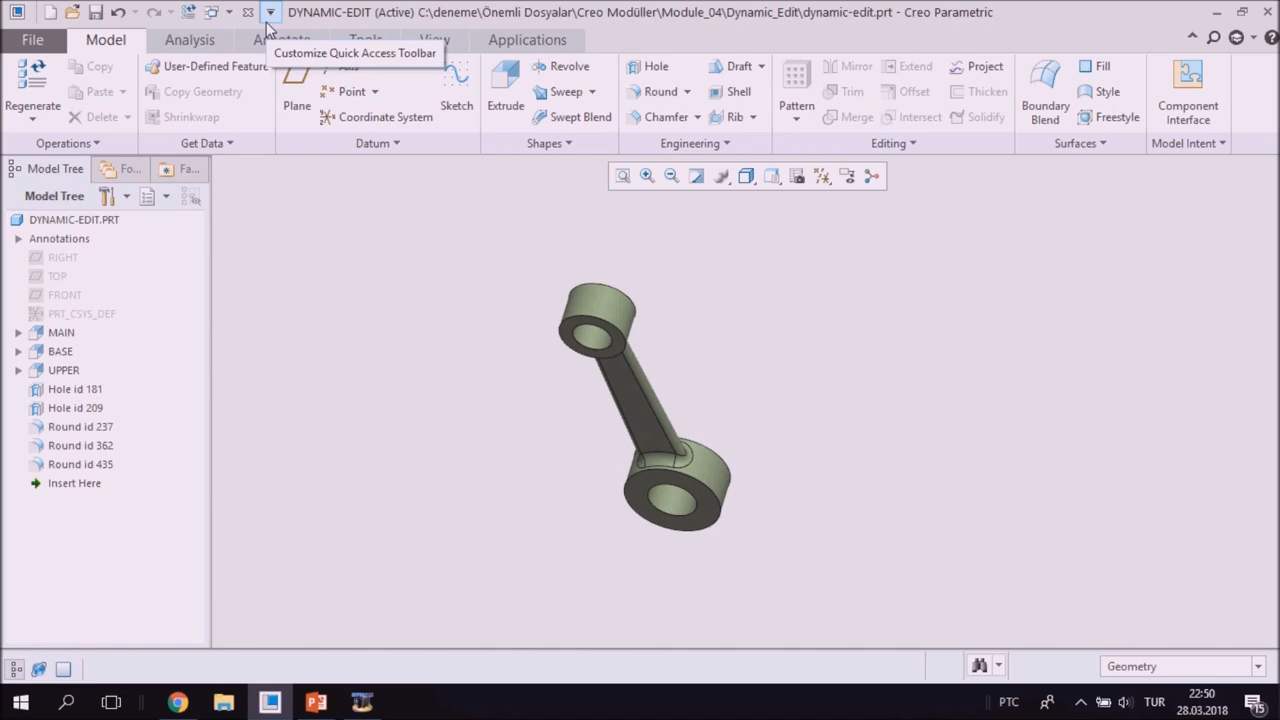 DYNAMIC-EDIT (Active) C:\deneme\Önemli Dosyalar\Creo Modüller\Module_04\Dynamic_Edit\dynamic-edit.prt - Creo Parametric
File Model Analysis Annotate Tools View Applications
Customize Quick Access Toolbar
Regenerate
Copy
Paste
Delete
Operations
User-Defined Feature
Copy Geometry
Shrinkwrap
Get Data
Plane
Axis
Point
Coordinate System
Sketch
Datum
Extrude
Revolve
Sweep
Swept Blend
Shapes
Hole
Round
Chamfer
Draft
Shell
Rib
Engineering
Pattern
Mirror
Trim
Merge
Extend
Offset
Intersect
Project
Thicken
Solidify
Editing
Boundary
Blend
Fill
Style
Freestyle
Surfaces
Component
Interface
Model Intent
Model Tree Fo... Fa...
Model Tree
DYNAMIC-EDIT.PRT
Annotations
RIGHT
TOP
FRONT
PRT_CSYS_DEF
MAIN
BASE
UPPER
Hole id 181
Hole id 209
Round id 237
Round id 362
Round id 435
Insert Here
Geometry
PTC
TUR
22:50
28.03.2018
15